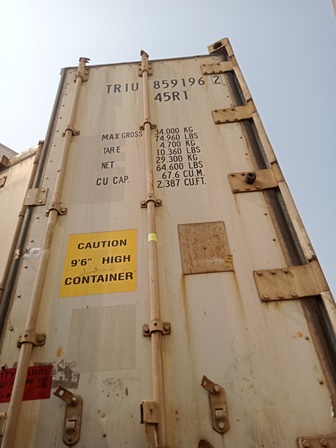 TRIU 859196 2
45R1
MAX GROSS 34.000 KG
74.960 LBS
TARE 4.700 KG
10.360 LBS
NET 29.300 KG
64.600 LBS
CU CAP. 67.6 CU.M.
2.387 CU.FT.
CAUTION
9'6" HIGH
CONTAINER